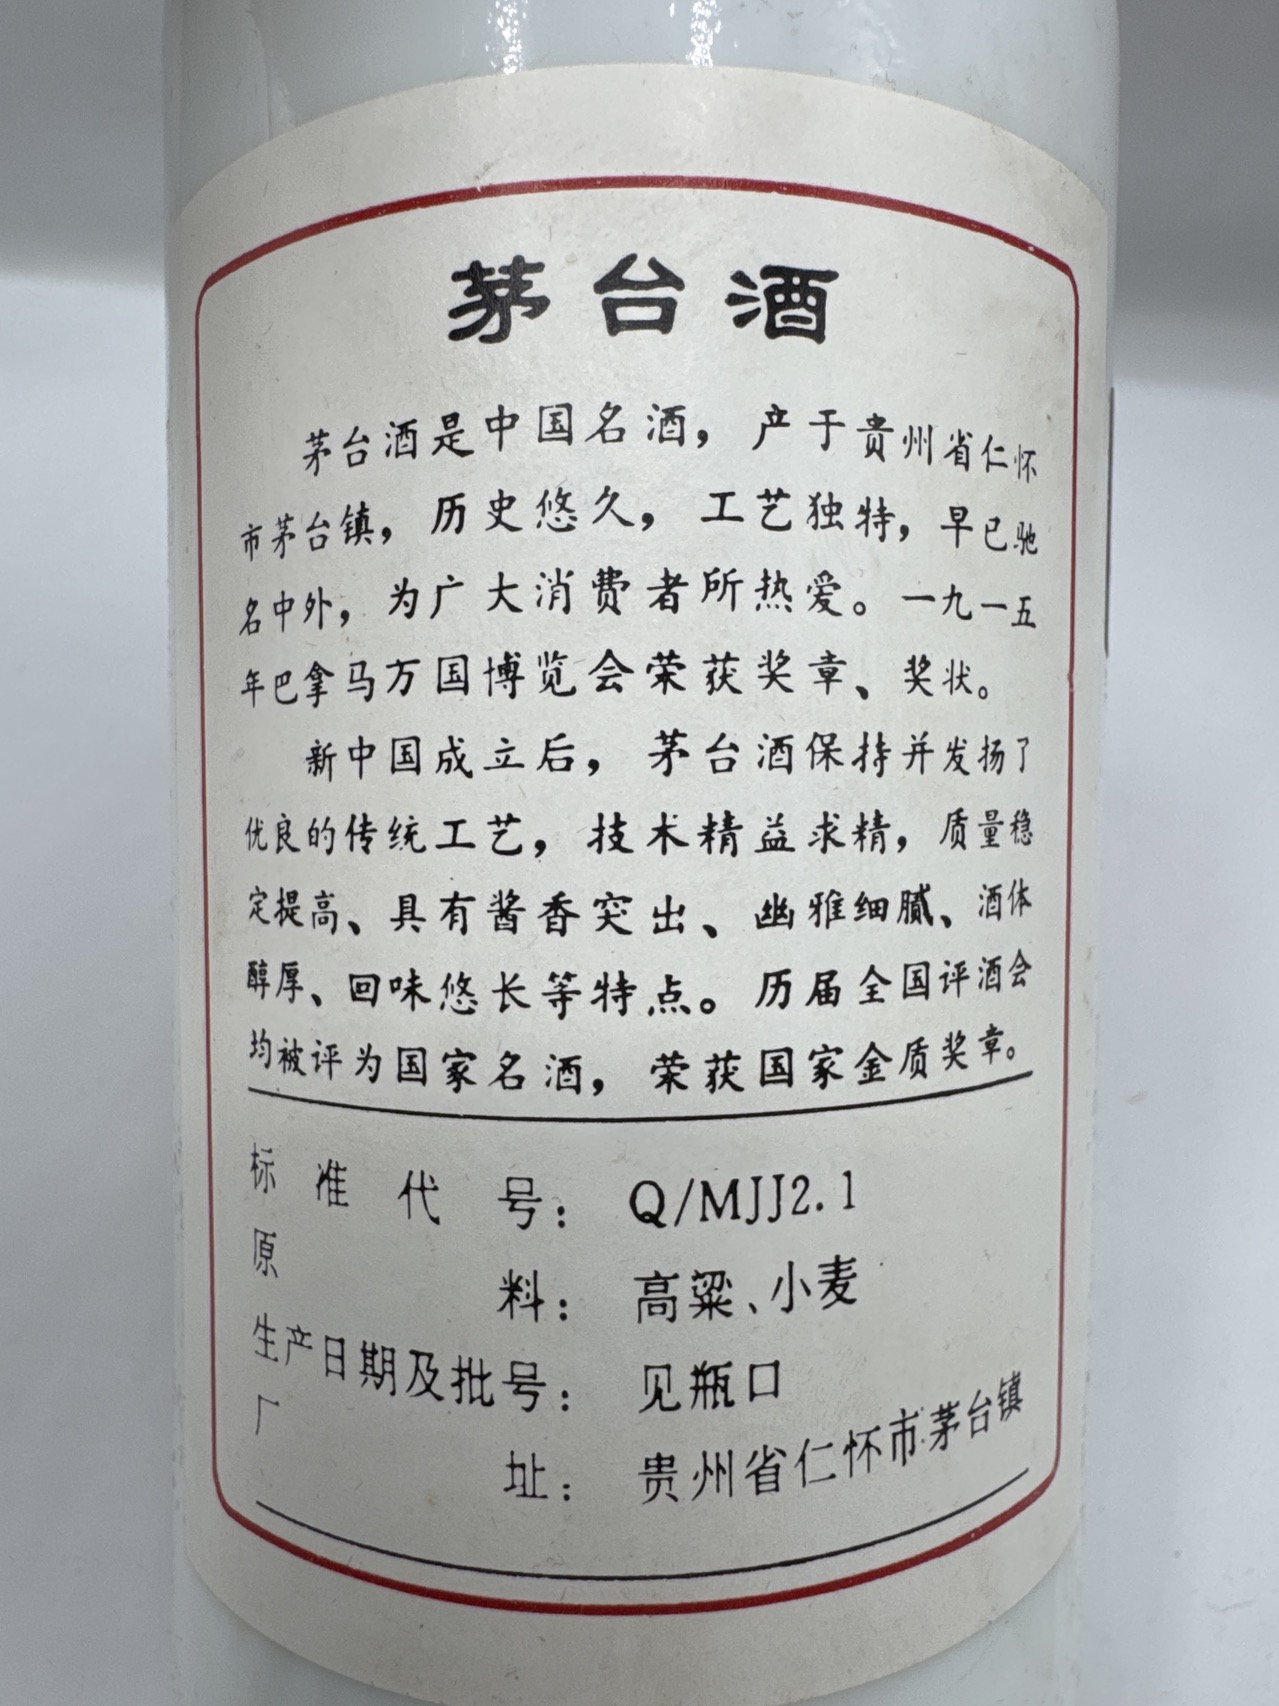 茅台酒
茅台酒是中国名酒，产于贵州省仁怀
市茅台镇，历史悠久，工艺独特，早已驰
名中外，为广大消费者所热爱。一九一五
年巴拿马万国博览会荣获奖章、奖状。
新中国成立后，茅台酒保持并发扬了
优良的传统工艺，技术精益求精，质量稳
定提高、具有酱香突出、幽雅细腻、酒体
醇厚、回味悠长等特点。历届全国评酒会
均被评为国家名酒，荣获国家金质奖章。
标准代号：Q/MJJ2.1
原料：高粱、小麦
生产日期及批号：见瓶口
厂址：贵州省仁怀市茅台镇